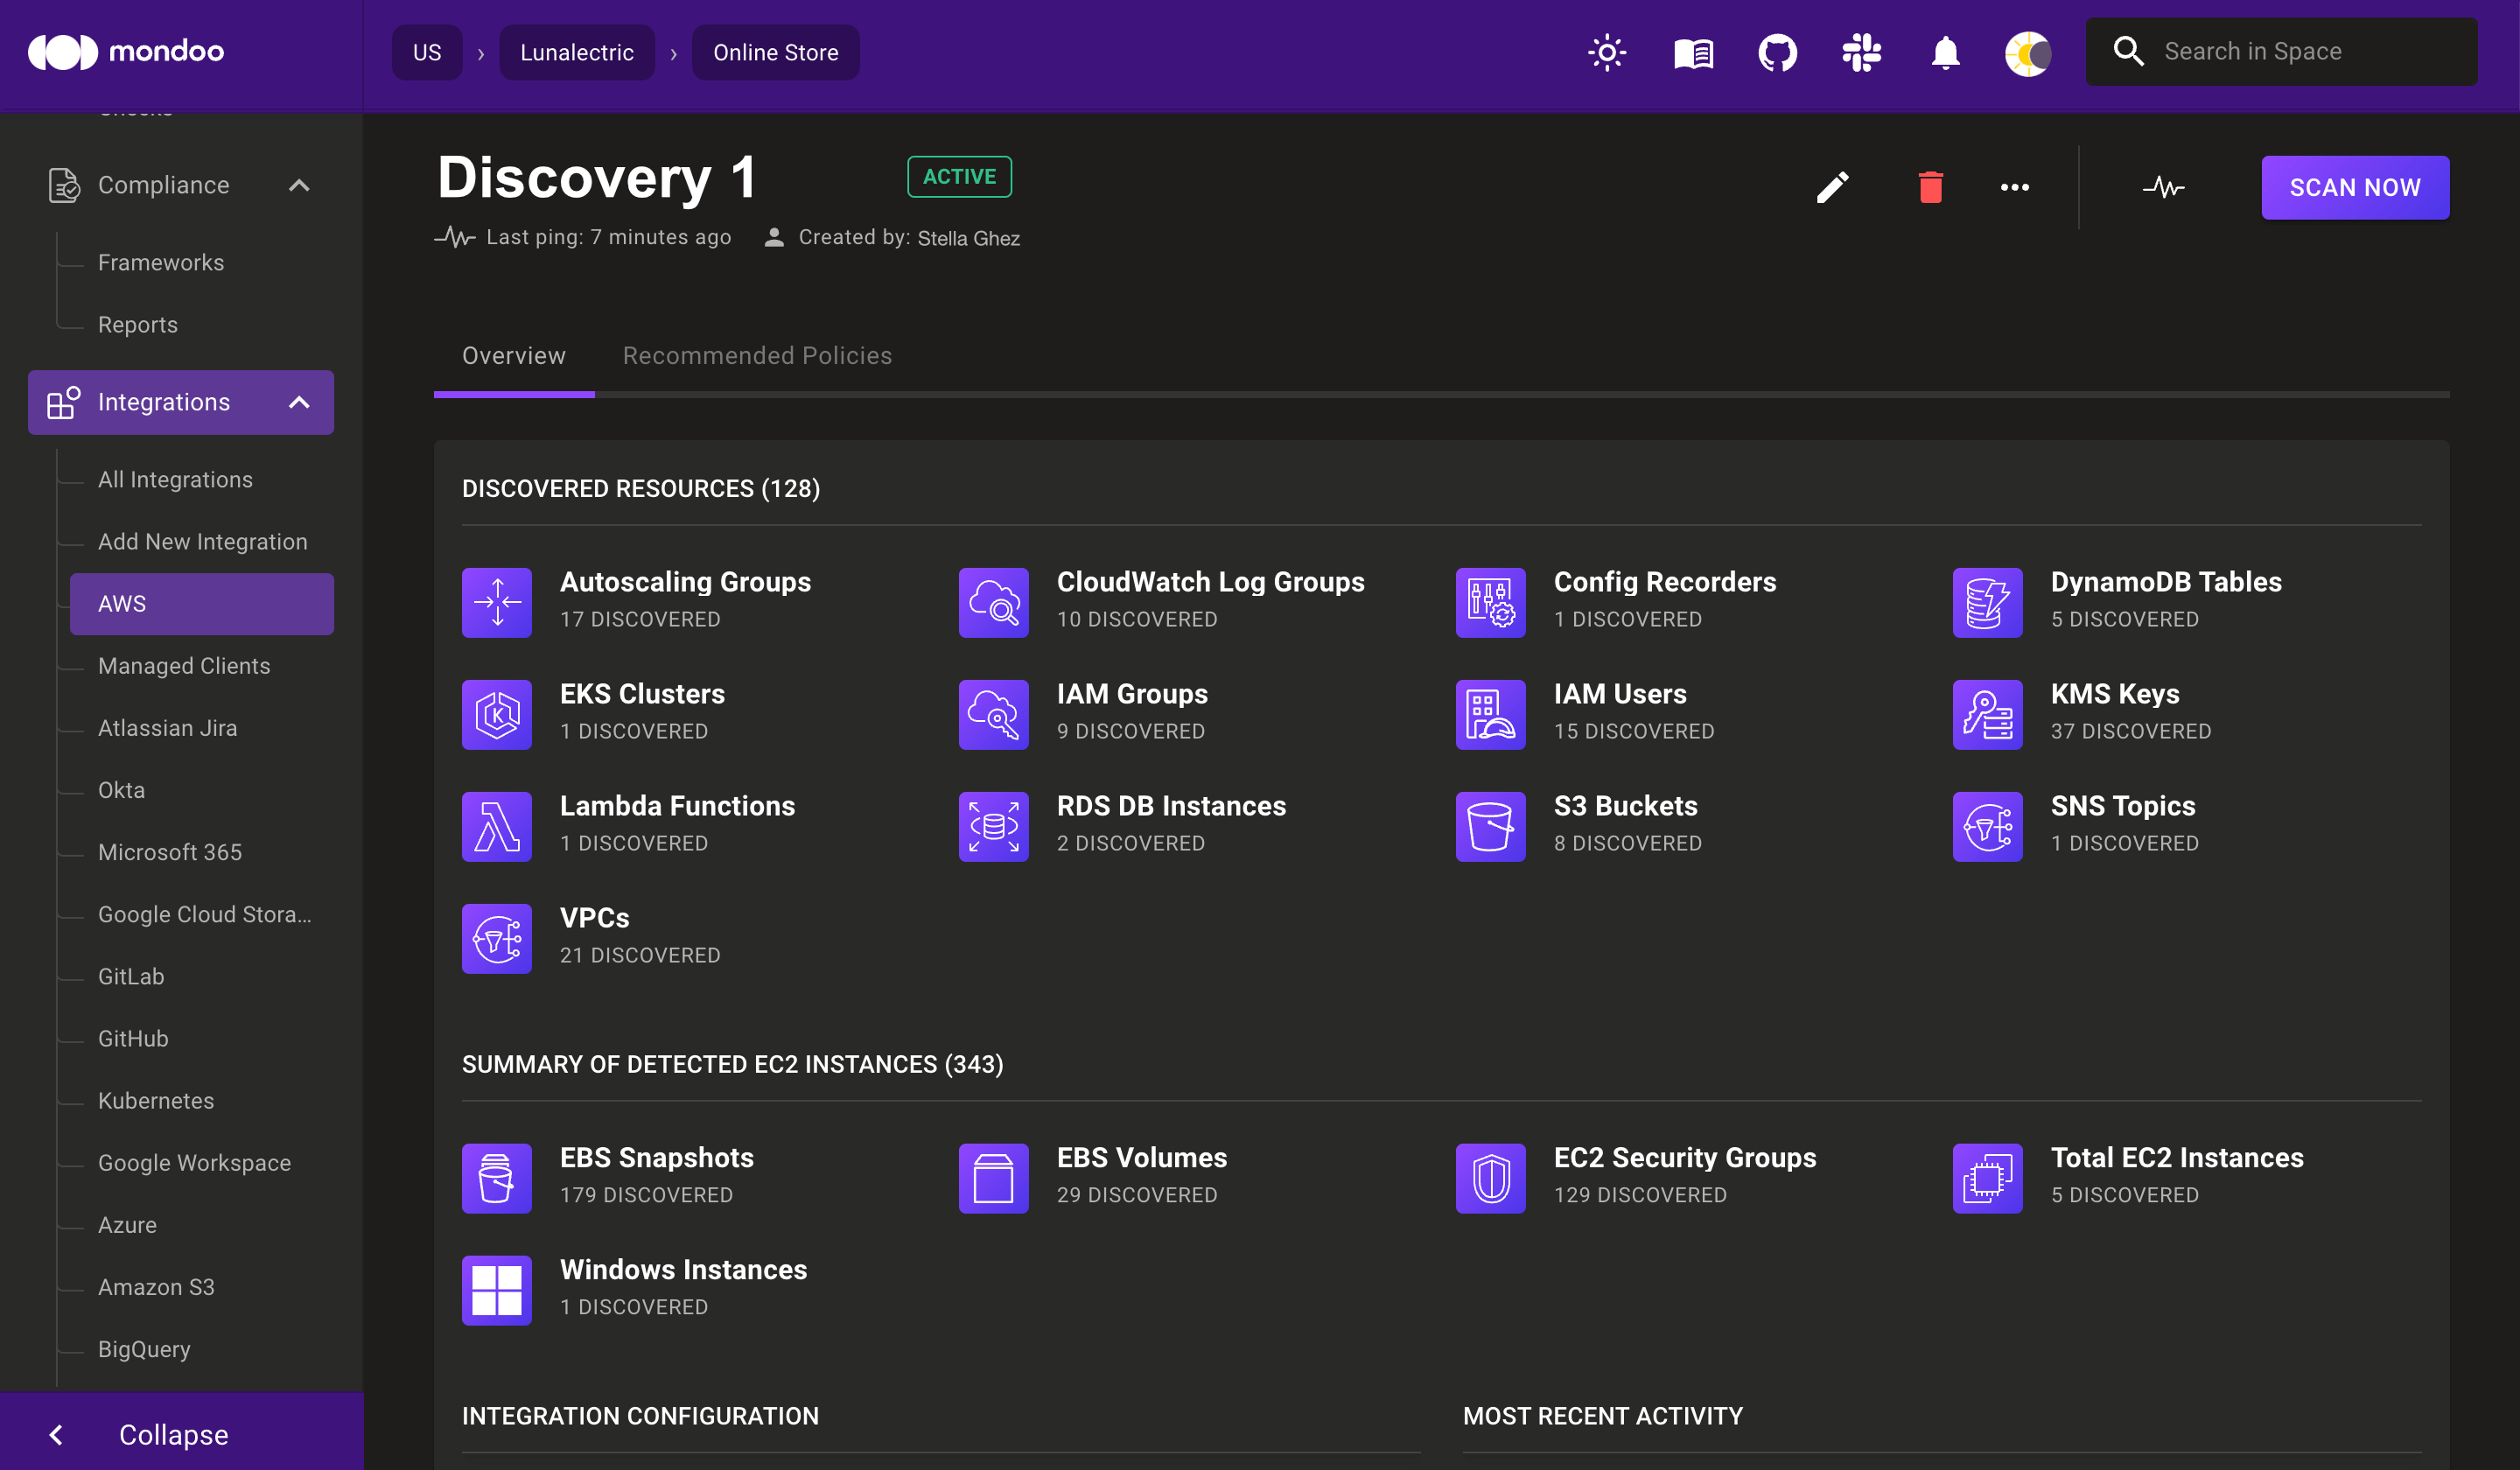 mondoo
US › Lunalectric › Online Store
Search in Space
Compliance
Frameworks
Reports
Integrations
All Integrations
Add New Integration
AWS
Managed Clients
Atlassian Jira
Okta
Microsoft 365
Google Cloud Stora...
GitLab
GitHub
Kubernetes
Google Workspace
Azure
Amazon S3
BigQuery
Collapse
Discovery 1
ACTIVE
SCAN NOW
Last ping: 7 minutes ago
Created by: Stella Ghez
Overview
Recommended Policies
DISCOVERED RESOURCES (128)
Autoscaling Groups
17 DISCOVERED
CloudWatch Log Groups
10 DISCOVERED
Config Recorders
1 DISCOVERED
DynamoDB Tables
5 DISCOVERED
EKS Clusters
1 DISCOVERED
IAM Groups
9 DISCOVERED
IAM Users
15 DISCOVERED
KMS Keys
37 DISCOVERED
Lambda Functions
1 DISCOVERED
RDS DB Instances
2 DISCOVERED
S3 Buckets
8 DISCOVERED
SNS Topics
1 DISCOVERED
VPCs
21 DISCOVERED
SUMMARY OF DETECTED EC2 INSTANCES (343)
EBS Snapshots
179 DISCOVERED
EBS Volumes
29 DISCOVERED
EC2 Security Groups
129 DISCOVERED
Total EC2 Instances
5 DISCOVERED
Windows Instances
1 DISCOVERED
INTEGRATION CONFIGURATION
MOST RECENT ACTIVITY